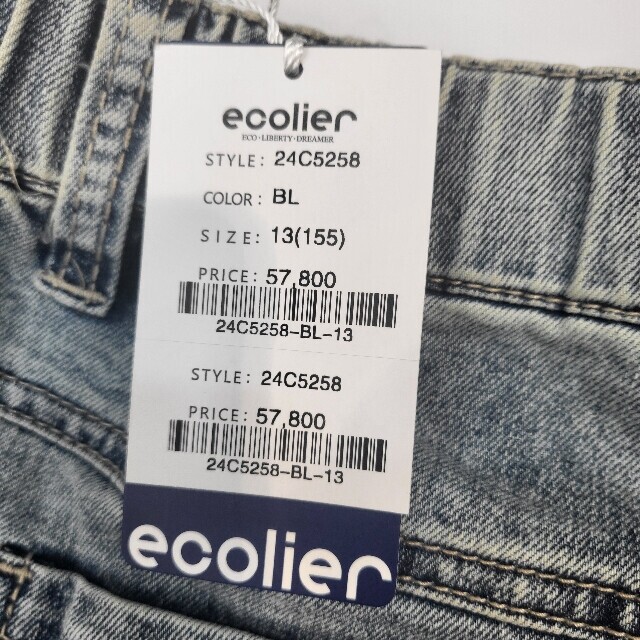 ecolier
ECO · LIBERTY · DREAMER
STYLE: 24C5258
COLOR: BL
SIZE: 13(155)
PRICE: 57,800
24C5258-BL-13
STYLE: 24C5258
PRICE: 57,800
24C5258-BL-13
ecolier